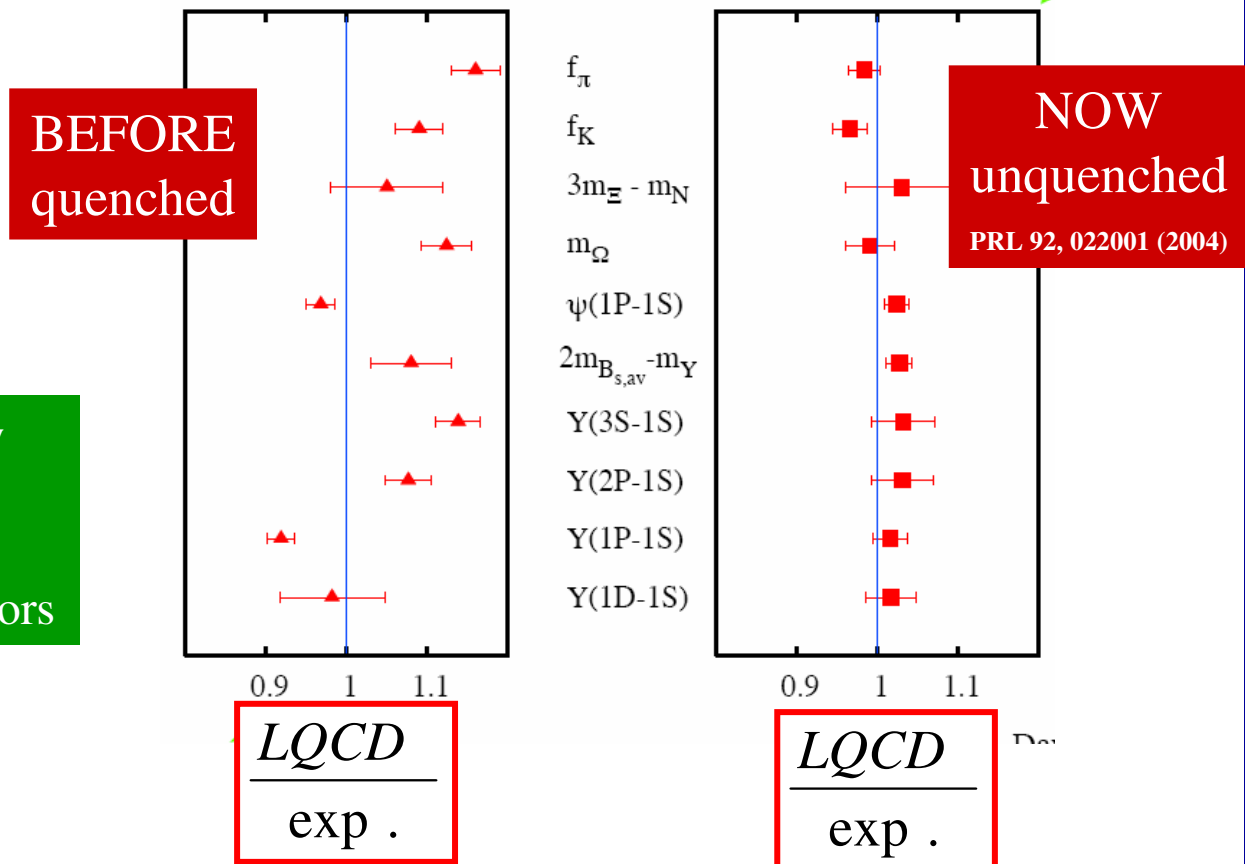 BEFORE
quenched
f_π
f_K
3m_Ξ - m_N
m_Ω
ψ(1P-1S)
2m_{B_{s,av}}-m_Υ
Υ(3S-1S)
Υ(2P-1S)
Υ(1P-1S)
Υ(1D-1S)
NOW
unquenched
PRL 92, 022001 (2004)
ors
0.9 1 1.1
0.9 1 1.1
LQCD
exp .
LQCD
exp .